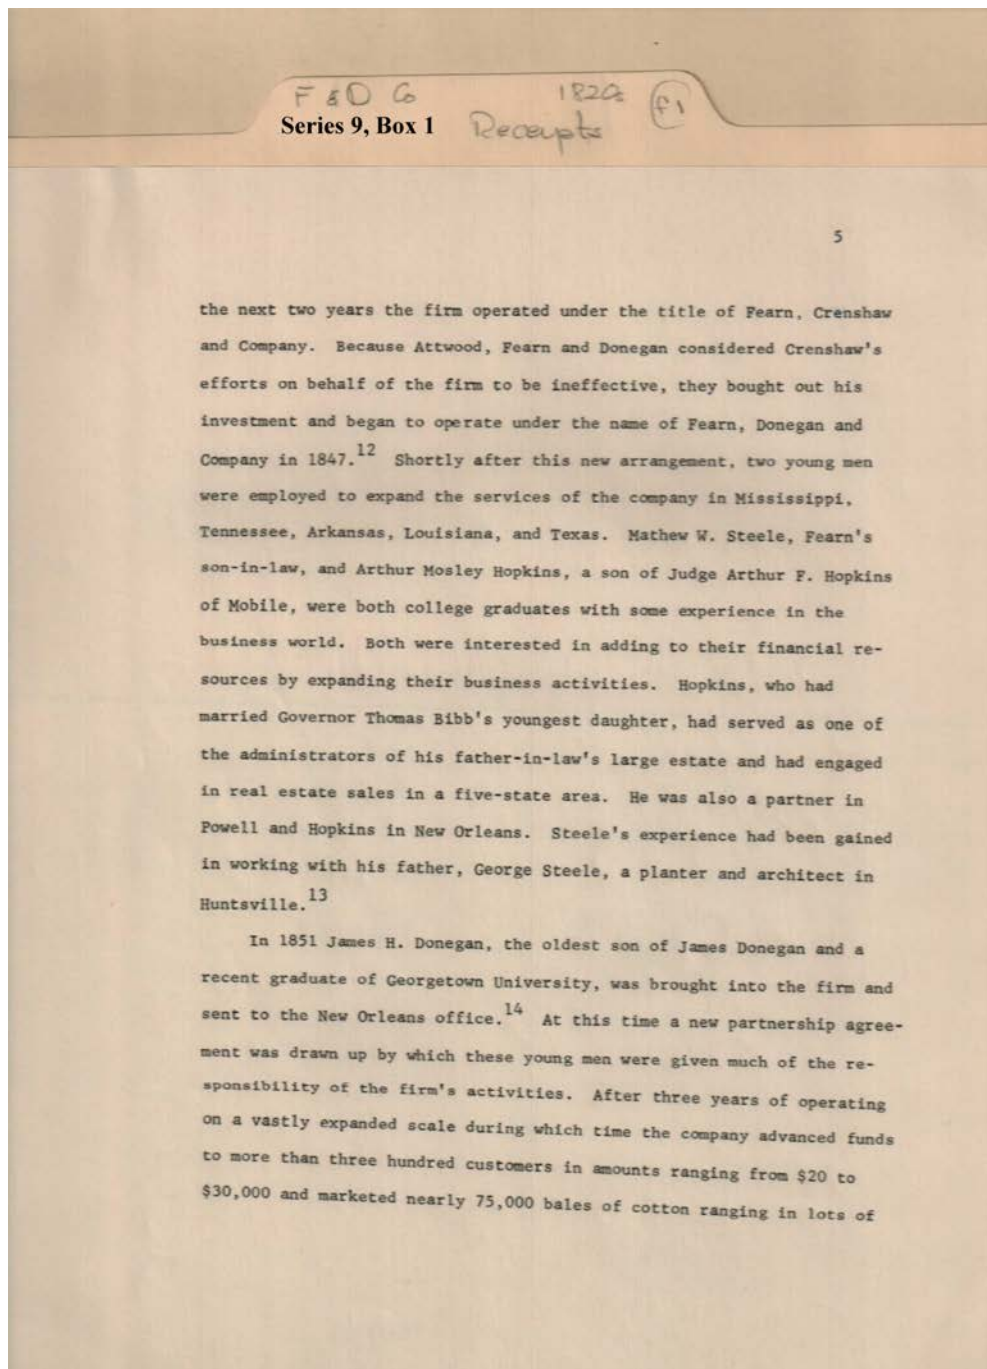 F & D Co 1820s f1
Series 9, Box 1 Receipts
5
the next two years the firm operated under the title of Fearn, Crenshaw
and Company. Because Attwood, Fearn and Donegan considered Crenshaw's
efforts on behalf of the firm to be ineffective, they bought out his
investment and began to operate under the name of Fearn, Donegan and
Company in 1847.12 Shortly after this new arrangement, two young men
were employed to expand the services of the company in Mississippi,
Tennessee, Arkansas, Louisiana, and Texas. Mathew W. Steele, Fearn's
son-in-law, and Arthur Mosley Hopkins, a son of Judge Arthur F. Hopkins
of Mobile, were both college graduates with some experience in the
business world. Both were interested in adding to their financial re-
sources by expanding their business activities. Hopkins, who had
married Governor Thomas Bibb's youngest daughter, had served as one of
the administrators of his father-in-law's large estate and had engaged
in real estate sales in a five-state area. He was also a partner in
Powell and Hopkins in New Orleans. Steele's experience had been gained
in working with his father, George Steele, a planter and architect in
Huntsville.13
In 1851 James H. Donegan, the oldest son of James Donegan and a
recent graduate of Georgetown University, was brought into the firm and
sent to the New Orleans office.14 At this time a new partnership agree-
ment was drawn up by which these young men were given much of the re-
sponsibility of the firm's activities. After three years of operating
on a vastly expanded scale during which time the company advanced funds
to more than three hundred customers in amounts ranging from $20 to
$30,000 and marketed nearly 75,000 bales of cotton ranging in lots of